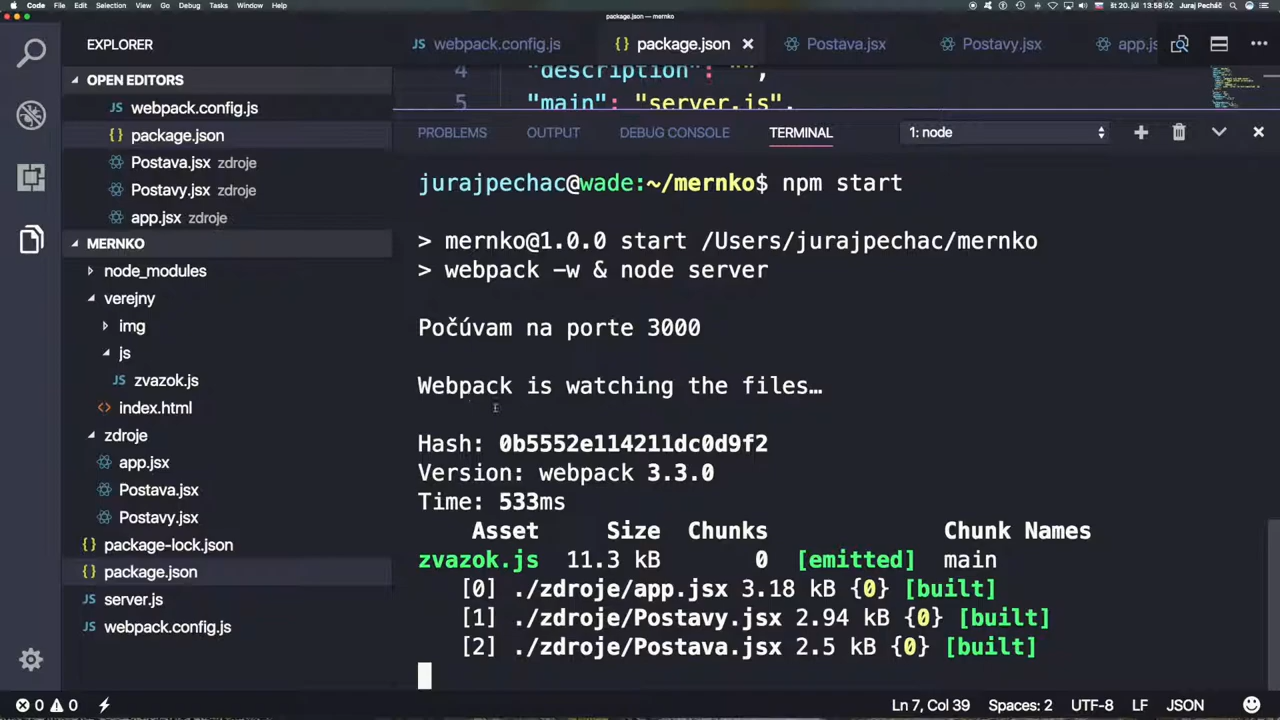 Code File Edit Selection View Go Debug Tasks Window Help
št 20. júl 13:58:52 Juraj Pecháč
package.json — mernko
EXPLORER
webpack.config.js
package.json
Postava.jsx
Postavy.jsx
app.js
OPEN EDITORS
webpack.config.js
package.json
Postava.jsx zdroje
Postavy.jsx zdroje
app.jsx zdroje
MERNKO
node_modules
verejny
img
js
zvazok.js
index.html
zdroje
app.jsx
Postava.jsx
Postavy.jsx
package-lock.json
package.json
server.js
webpack.config.js
4 "description": "",
5 "main": "server.js",
PROBLEMS OUTPUT DEBUG CONSOLE TERMINAL 1: node
jurajpechac@wade:~/mernko$ npm start
> mernko@1.0.0 start /Users/jurajpechac/mernko
> webpack -w & node server
Počúvam na porte 3000
Webpack is watching the files…
Hash: 0b5552e114211dc0d9f2
Version: webpack 3.3.0
Time: 533ms
Asset Size Chunks Chunk Names
zvazok.js 11.3 kB 0 [emitted] main
[0] ./zdroje/app.jsx 3.18 kB {0} [built]
[1] ./zdroje/Postavy.jsx 2.94 kB {0} [built]
[2] ./zdroje/Postava.jsx 2.5 kB {0} [built]
0 0
Ln 7, Col 39 Spaces: 2 UTF-8 LF JSON